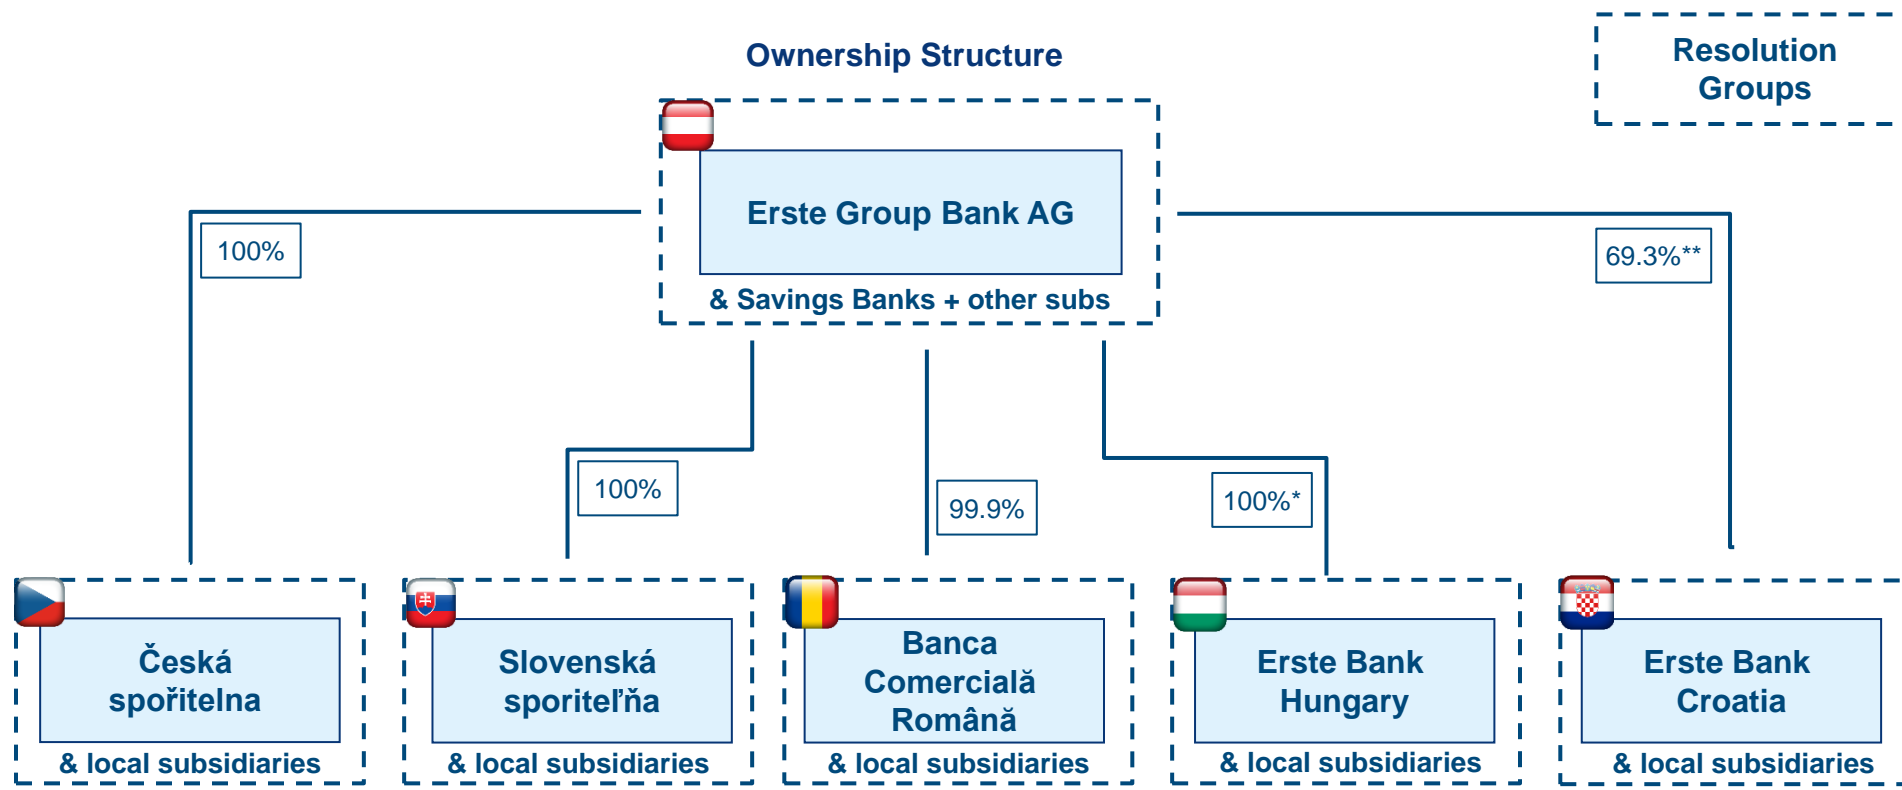 Ownership Structure
Resolution
Groups
Erste Group Bank AG
& Savings Banks + other subs
100%
69.3%**
100%
99.9%
100%*
Česká
spořitelna
& local subsidiaries
Slovenská
sporiteľňa
& local subsidiaries
Banca
Comercială
Română
& local subsidiaries
Erste Bank
Hungary
& local subsidiaries
Erste Bank
Croatia
& local subsidiaries